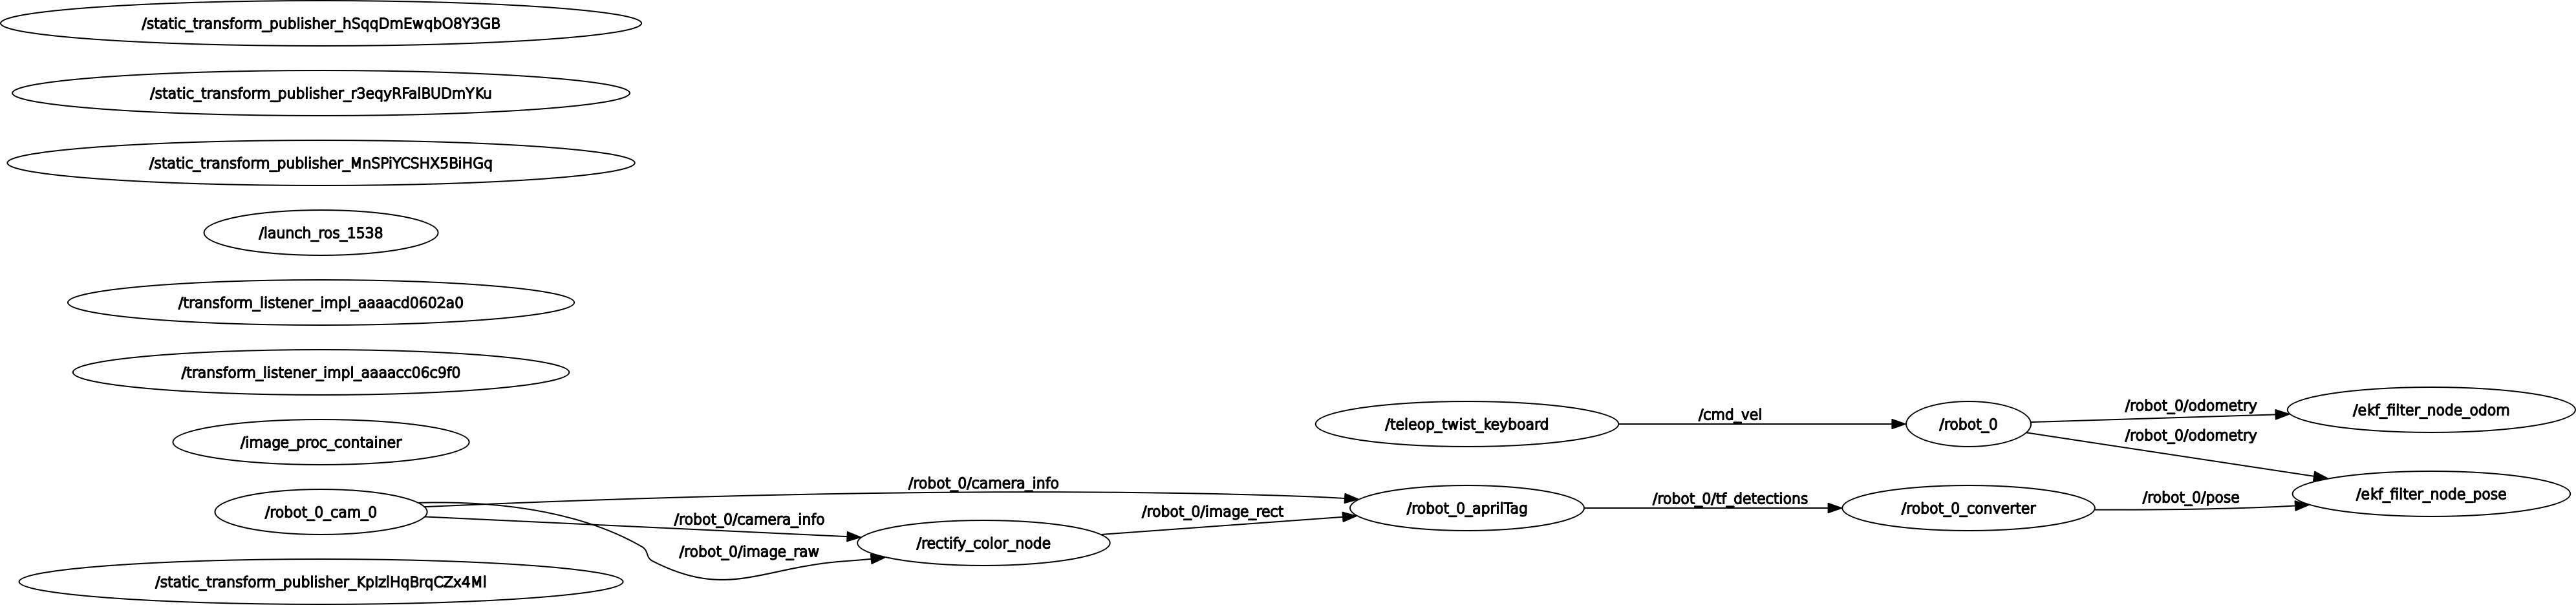 /static_transform_publisher_hSqqDmEwqbO8Y3GB
/static_transform_publisher_r3eqyRFalBUDmYKu
/static_transform_publisher_MnSPiYCSHX5BiHGq
/launch_ros_1538
/transform_listener_impl_aaaacd0602a0
/transform_listener_impl_aaaacc06c9f0
/image_proc_container
/teleop_twist_keyboard
/cmd_vel
/robot_0
/robot_0/odometry
/ekf_filter_node_odom
/robot_0/odometry
/robot_0_cam_0
/robot_0/camera_info
/robot_0/camera_info
/robot_0/image_raw
/rectify_color_node
/robot_0/image_rect
/robot_0_aprilTag
/robot_0/tf_detections
/robot_0_converter
/robot_0/pose
/ekf_filter_node_pose
/static_transform_publisher_KpIzlHqBrqCZx4Ml